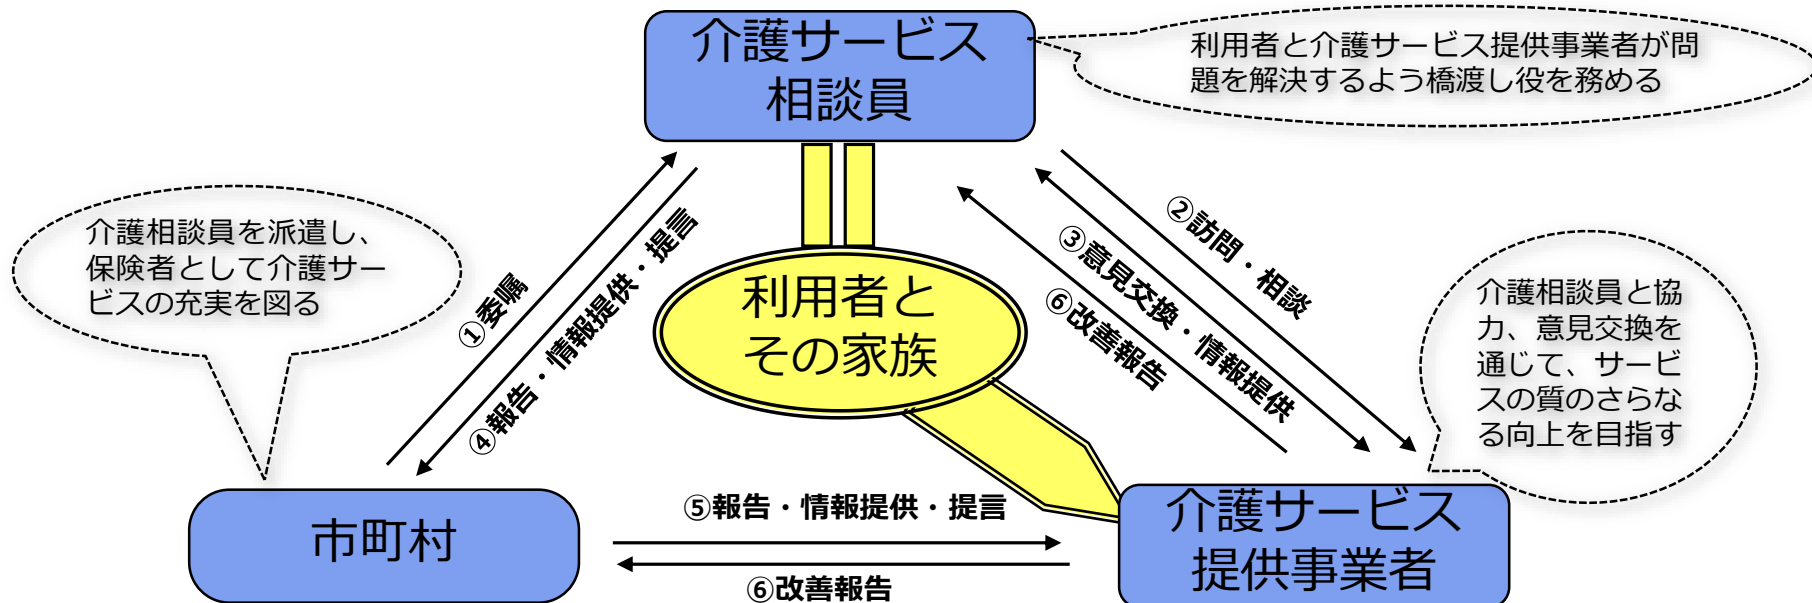 介護サービス
相談員
利用者と介護サービス提供事業者が問
題を解決するよう橋渡し役を務める
介護相談員を派遣し、
保険者として介護サー
ビスの充実を図る
①委嘱
④報告・情報提供・提言
利用者と
その家族
②訪問・相談
③意見交換・情報提供
⑥改善報告
介護相談員と協
力、意見交換を
通じて、サービ
スの質のさらな
る向上を目指す
市町村
⑤報告・情報提供・提言
⑥改善報告
介護サービス
提供事業者